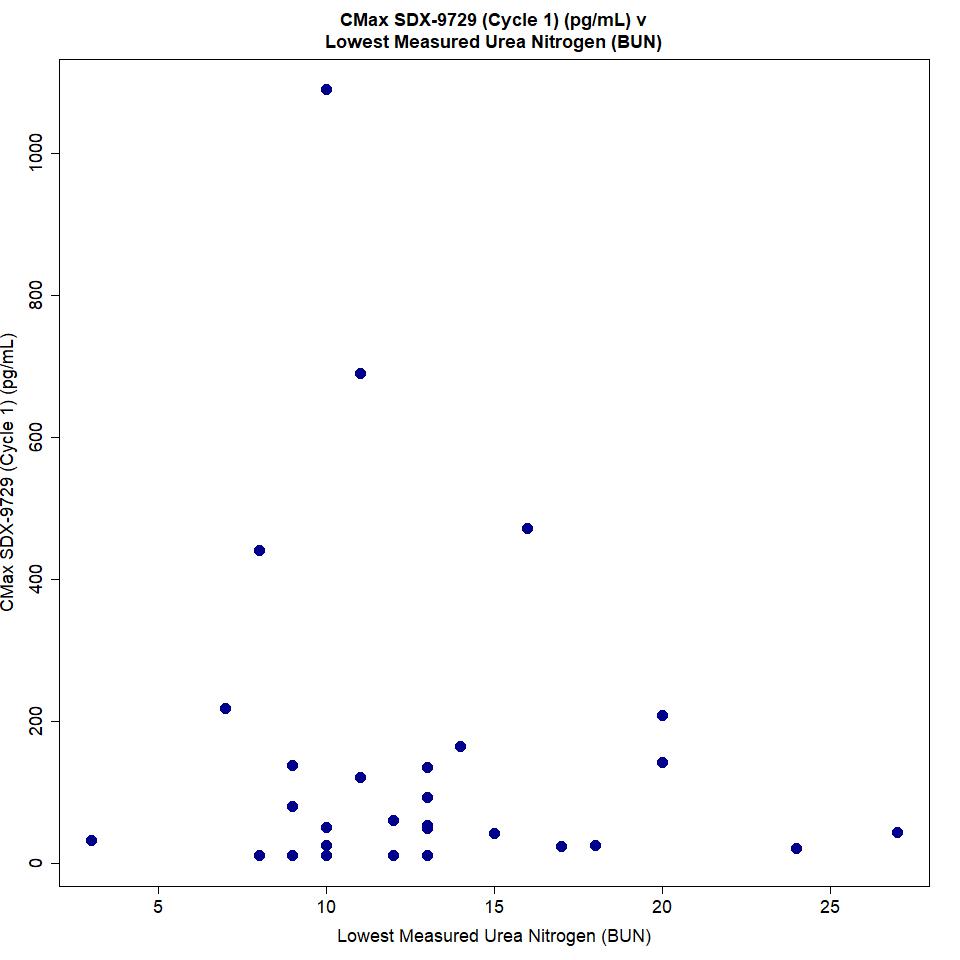 CMax SDX-9729 (Cycle 1) (pg/mL) v
Lowest Measured Urea Nitrogen (BUN)
CMax SDX-9729 (Cycle 1) (pg/mL)
1000
800
600
400
200
0
5 10 15 20 25
Lowest Measured Urea Nitrogen (BUN)